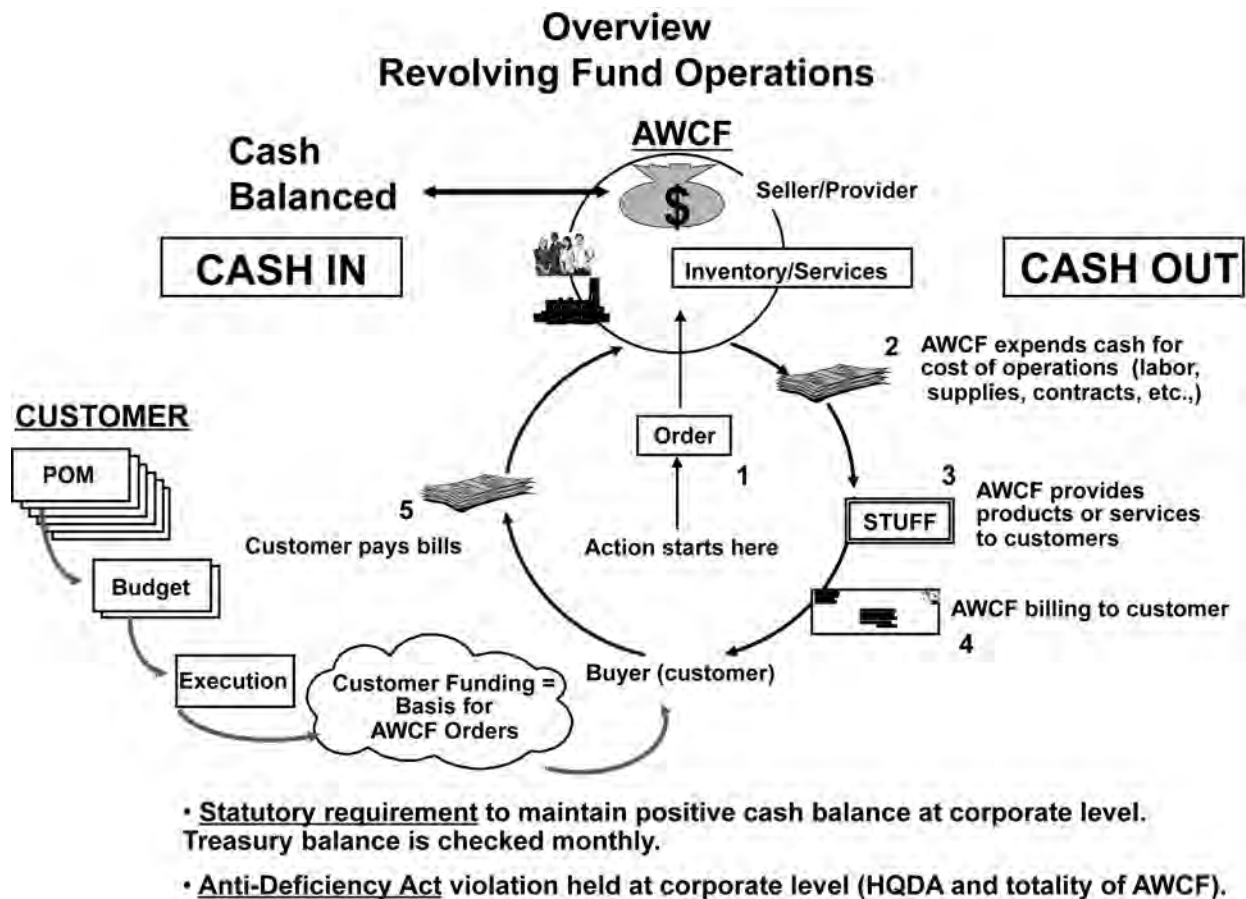 Overview
Revolving Fund Operations
AWCF
Cash
Balanced
$
Seller/Provider
CASH IN
Inventory/Services
CASH OUT
2
AWCF expends cash for
cost of operations (labor,
supplies, contracts, etc.,)
CUSTOMER
POM
Order
1
3
AWCF provides
products or services
to customers
STUFF
5
Customer pays bills
Action starts here
Budget
AWCF billing to customer
4
Execution
Buyer (customer)
Customer Funding =
Basis for
AWCF Orders
• Statutory requirement to maintain positive cash balance at corporate level.
Treasury balance is checked monthly.
• Anti-Deficiency Act violation held at corporate level (HQDA and totality of AWCF).